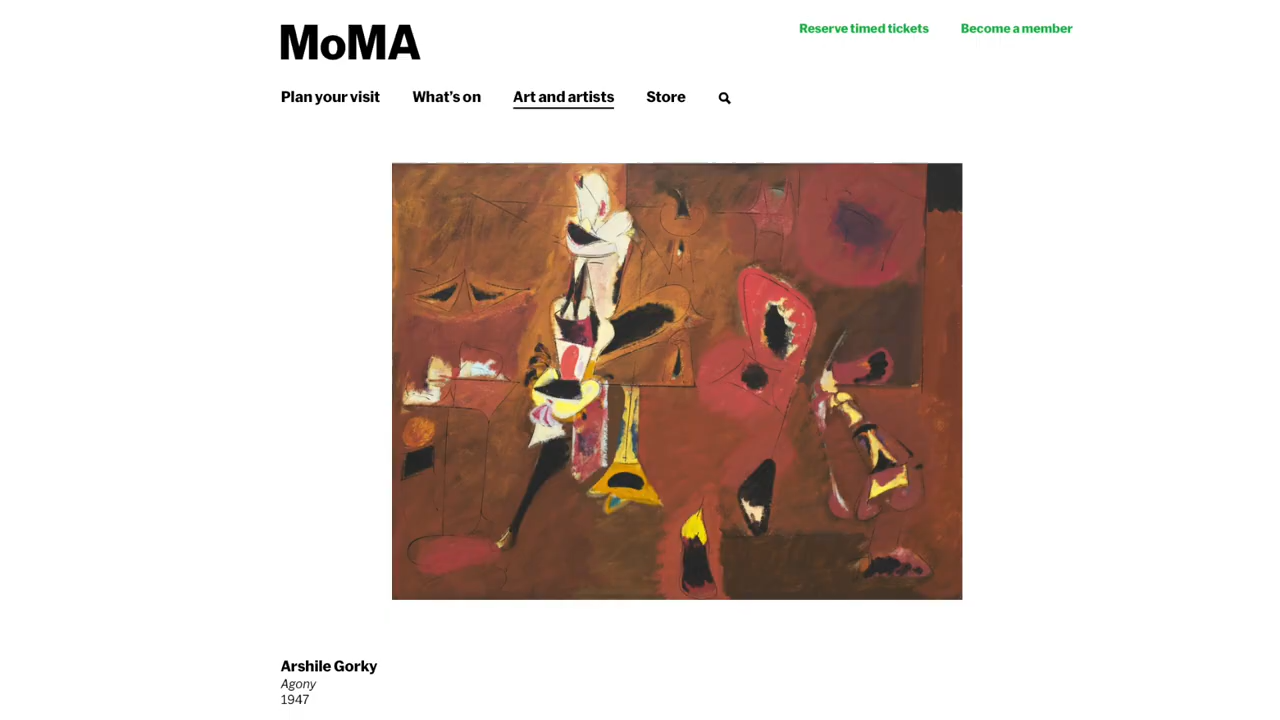 MoMA
Reserve timed tickets
Become a member
Plan your visit
What's on
Art and artists
Store
Arshile Gorky
Agony
1947